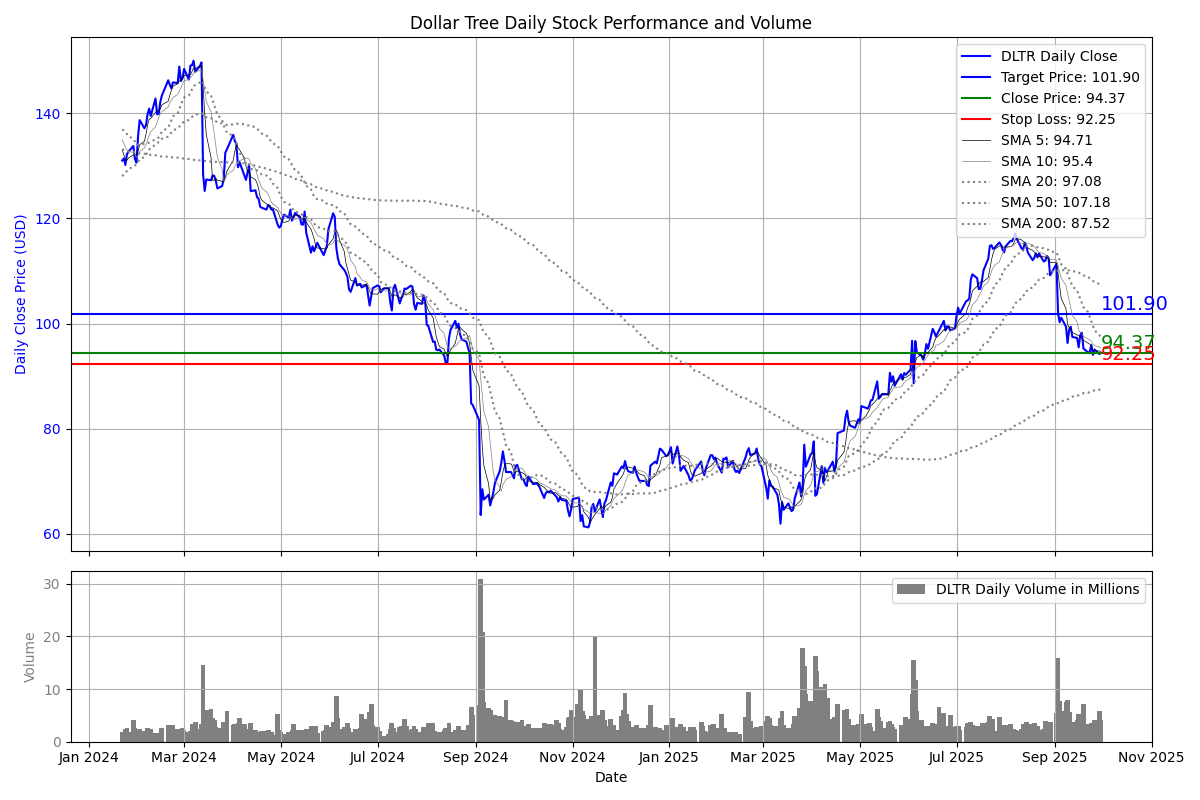 Dollar Tree Daily Stock Performance and Volume
Daily Close Price (USD)
140
120
100
80
60
DLTR Daily Close
Target Price: 101.90
Close Price: 94.37
Stop Loss: 92.25
SMA 5: 94.71
SMA 10: 95.4
SMA 20: 97.08
SMA 50: 107.18
SMA 200: 87.52
101.90
94.37
92.25
Volume
30
20
10
0
DLTR Daily Volume in Millions
Jan 2024 Mar 2024 May 2024 Jul 2024 Sep 2024 Nov 2024 Jan 2025 Mar 2025 May 2025 Jul 2025 Sep 2025 Nov 2025
Date